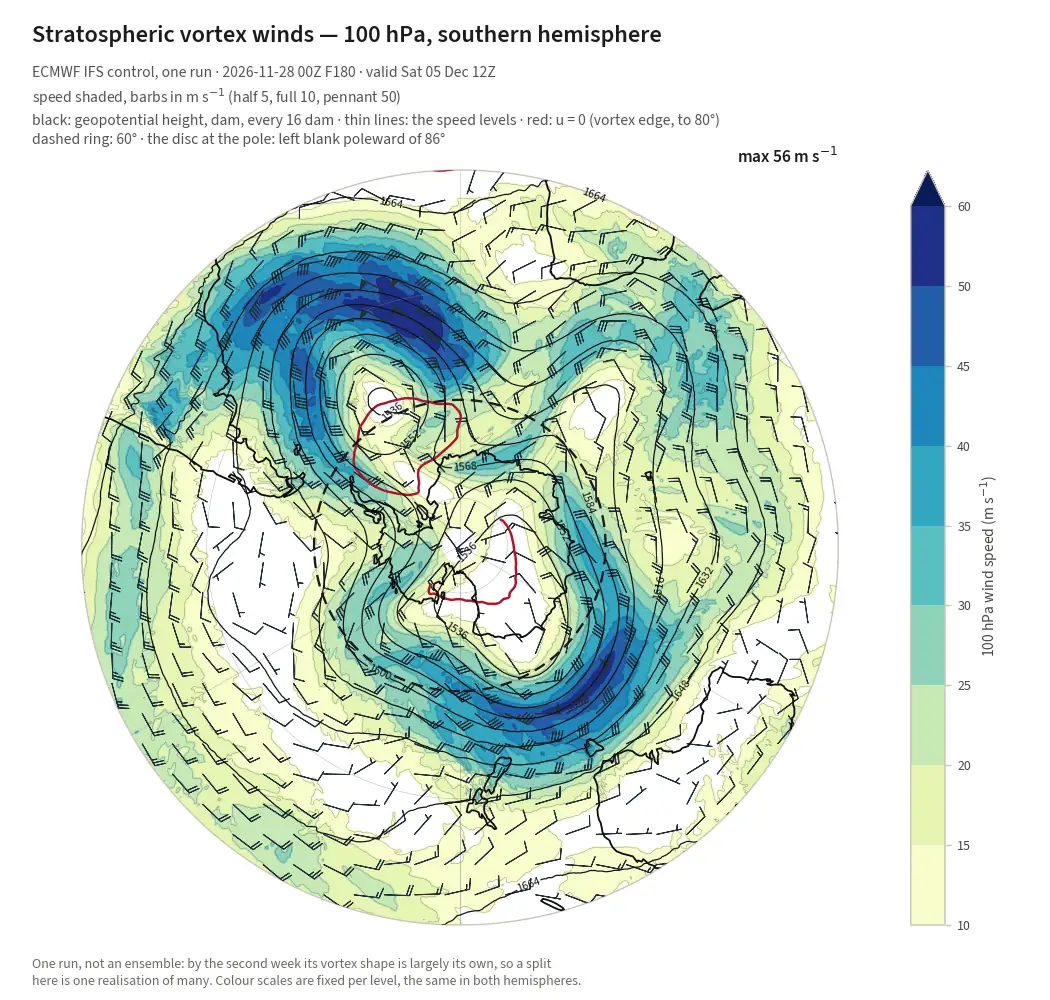 Stratospheric vortex winds — 100 hPa, southern hemisphere
ECMWF IFS control, one run · 2026-11-28 00Z F180 · valid Sat 05 Dec 12Z
speed shaded, barbs in m s⁻¹ (half 5, full 10, pennant 50)
black: geopotential height, dam, every 16 dam · thin lines: the speed levels · red: u = 0 (vortex edge, to 80°)
dashed ring: 60° · the disc at the pole: left blank poleward of 86°
max 56 m s⁻¹
1664
1664
1536
1568
1584
1536
1616
1632
1536
1600
1648
1664
60
50
45
40
35
30
25
20
15
10
100 hPa wind speed (m s⁻¹)
One run, not an ensemble: by the second week its vortex shape is largely its own, so a split
here is one realisation of many. Colour scales are fixed per level, the same in both hemispheres.